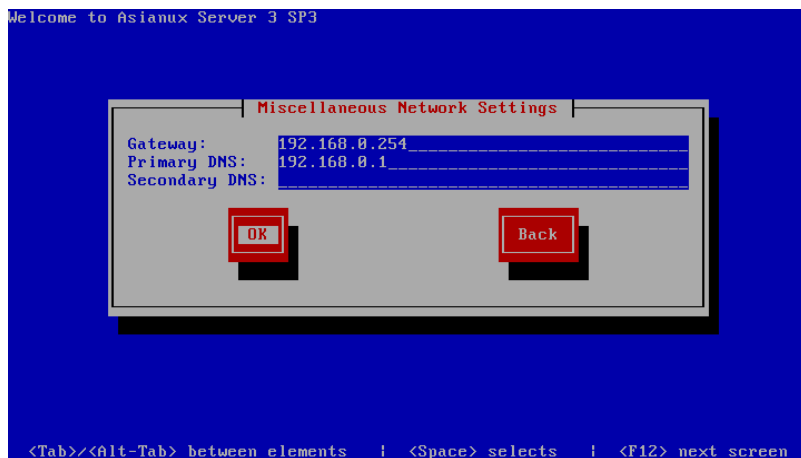 Welcome to Asianux Server 3 SP3
Miscellaneous Network Settings
Gateway: 192.168.0.254
Primary DNS: 192.168.0.1
Secondary DNS:
OK Back
<Tab>/<Alt-Tab> between elements | <Space> selects | <F12> next screen